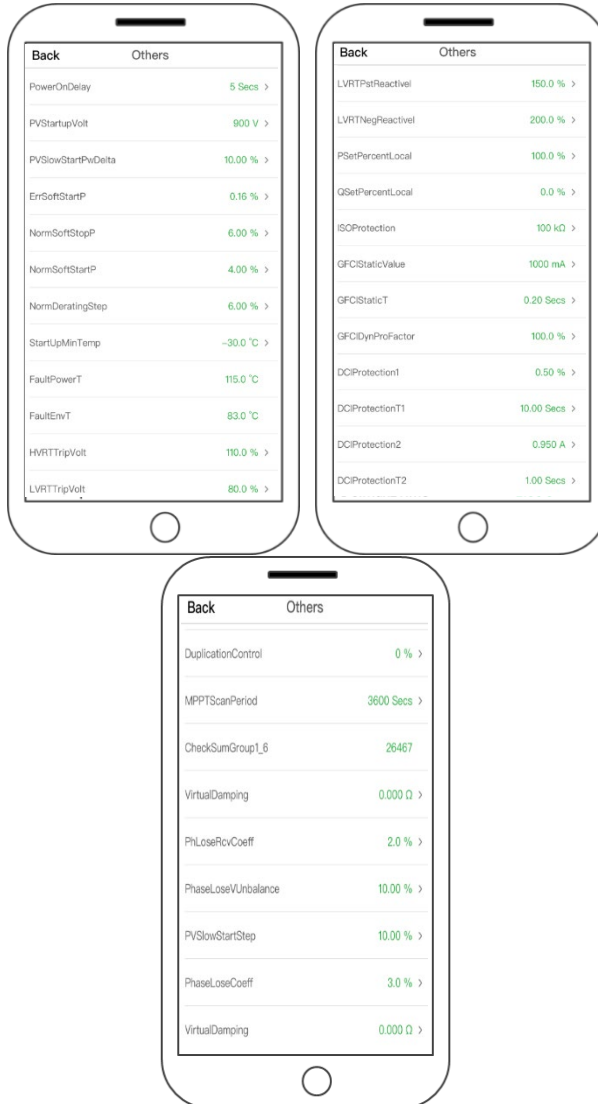 Back Others
PowerOnDelay 5 Secs >
PVStartupVolt 900 V >
PVSlowStartPwDelta 10.00 % >
ErrSoftStartP 0.16 % >
NormSoftStopP 6.00 % >
NormSoftStartP 4.00 % >
NormDeratingStep 6.00 % >
StartUpMinTemp -30.0 °C >
FaultPowerT 115.0 °C
FaultEnvT 83.0 °C
HVRTTripVolt 110.0 % >
LVRTTripVolt 80.0 % >
Back Others
LVRTPstReactiveI 150.0 % >
LVRTNegReactiveI 200.0 % >
PSetPercentLocal 100.0 % >
QSetPercentLocal 0.0 % >
ISOProtection 100 kΩ >
GFCIStaticValue 1000 mA >
GFCIStaticT 0.20 Secs >
GFCIDynProFactor 100.0 % >
DCIProtection1 0.50 % >
DCIProtectionT1 10.00 Secs >
DCIProtection2 0.950 A >
DCIProtectionT2 1.00 Secs >
Back Others
DuplicationControl 0 % >
MPPTScanPeriod 3600 Secs >
CheckSumGroup1_6 26467
VirtualDamping 0.000 Ω >
PhLoseRcvCoeff 2.0 % >
PhaseLoseVUnbalance 10.00 % >
PVSlowStartStep 10.00 % >
PhaseLoseCoeff 3.0 % >
VirtualDamping 0.000 Ω >